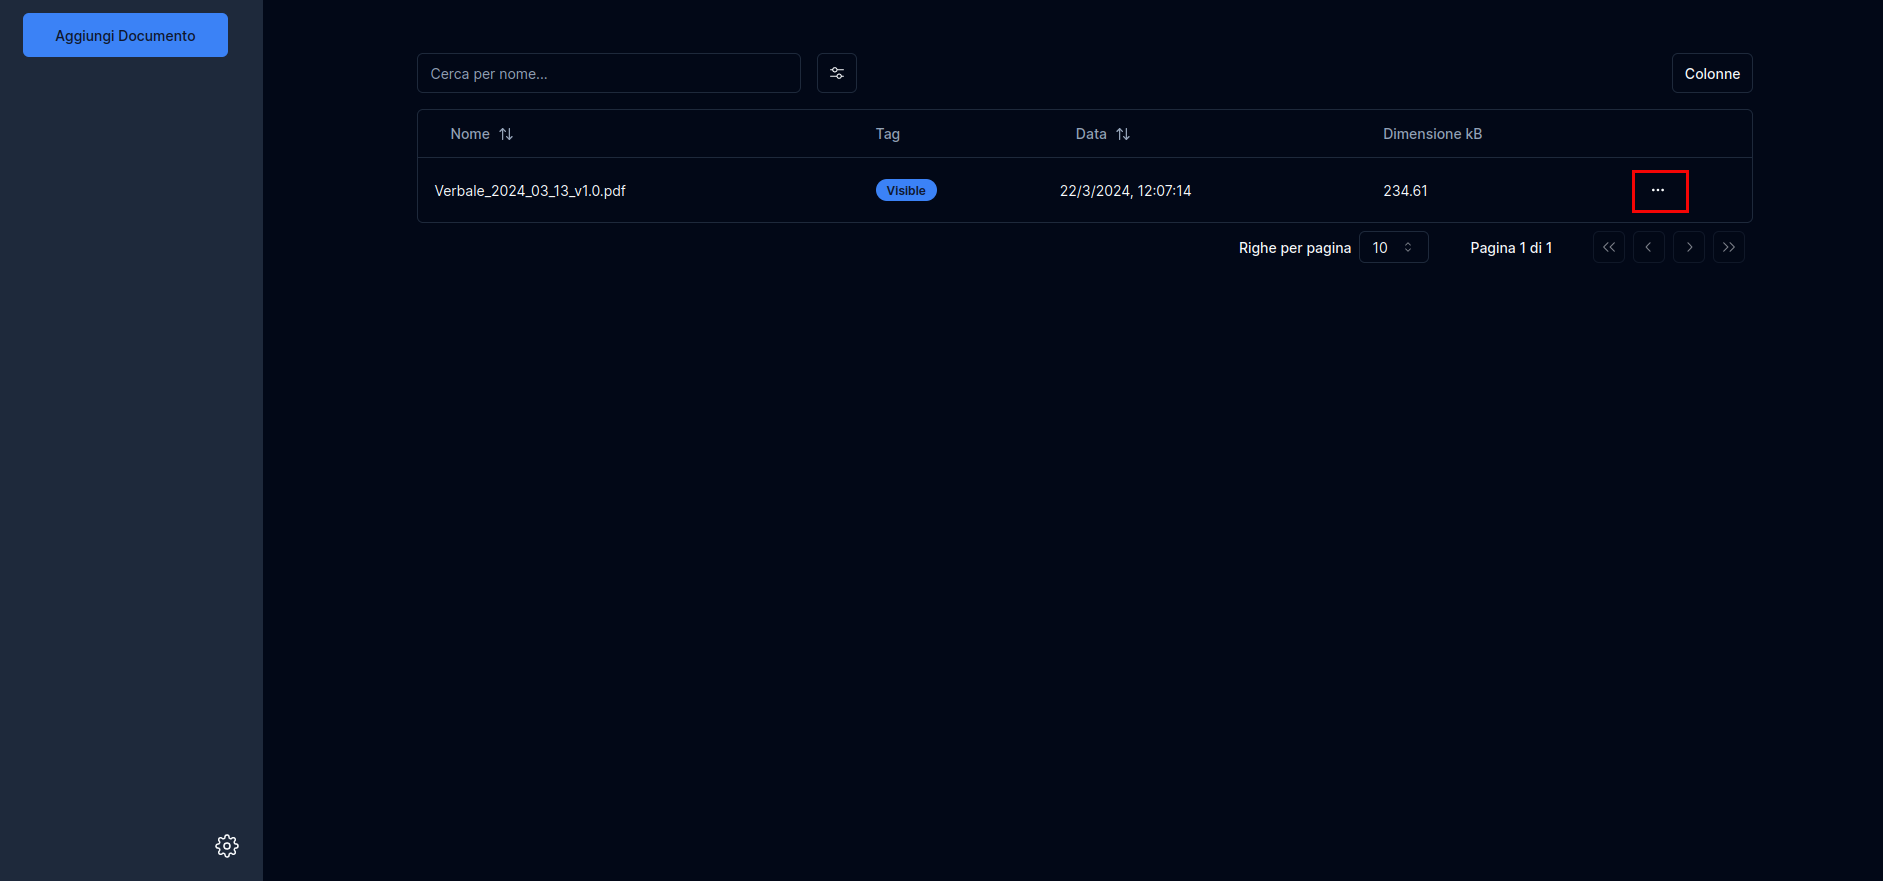 Aggiungi Documento
Cerca per nome...
Colonne
Nome Tag Data Dimensione kB
Verbale_2024_03_13_v1.0.pdf Visible 22/3/2024, 12:07:14 234.61 ...
Righe per pagina 10 Pagina 1 di 1